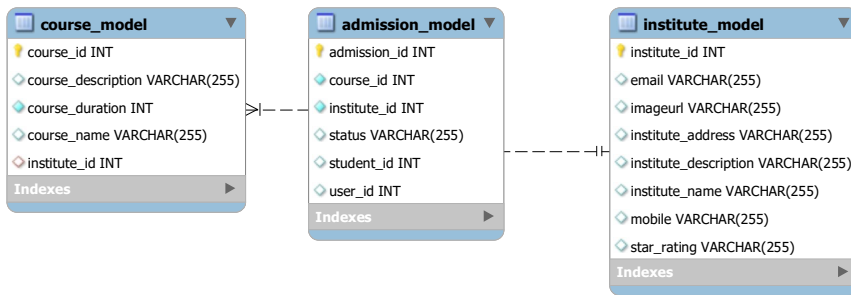 course_model
course_id INT
course_description VARCHAR(255)
course_duration INT
course_name VARCHAR(255)
institute_id INT
Indexes
admission_model
admission_id INT
course_id INT
institute_id INT
status VARCHAR(255)
student_id INT
user_id INT
Indexes
institute_model
institute_id INT
email VARCHAR(255)
imageurl VARCHAR(255)
institute_address VARCHAR(255)
institute_description VARCHAR(255)
institute_name VARCHAR(255)
mobile VARCHAR(255)
star_rating VARCHAR(255)
Indexes